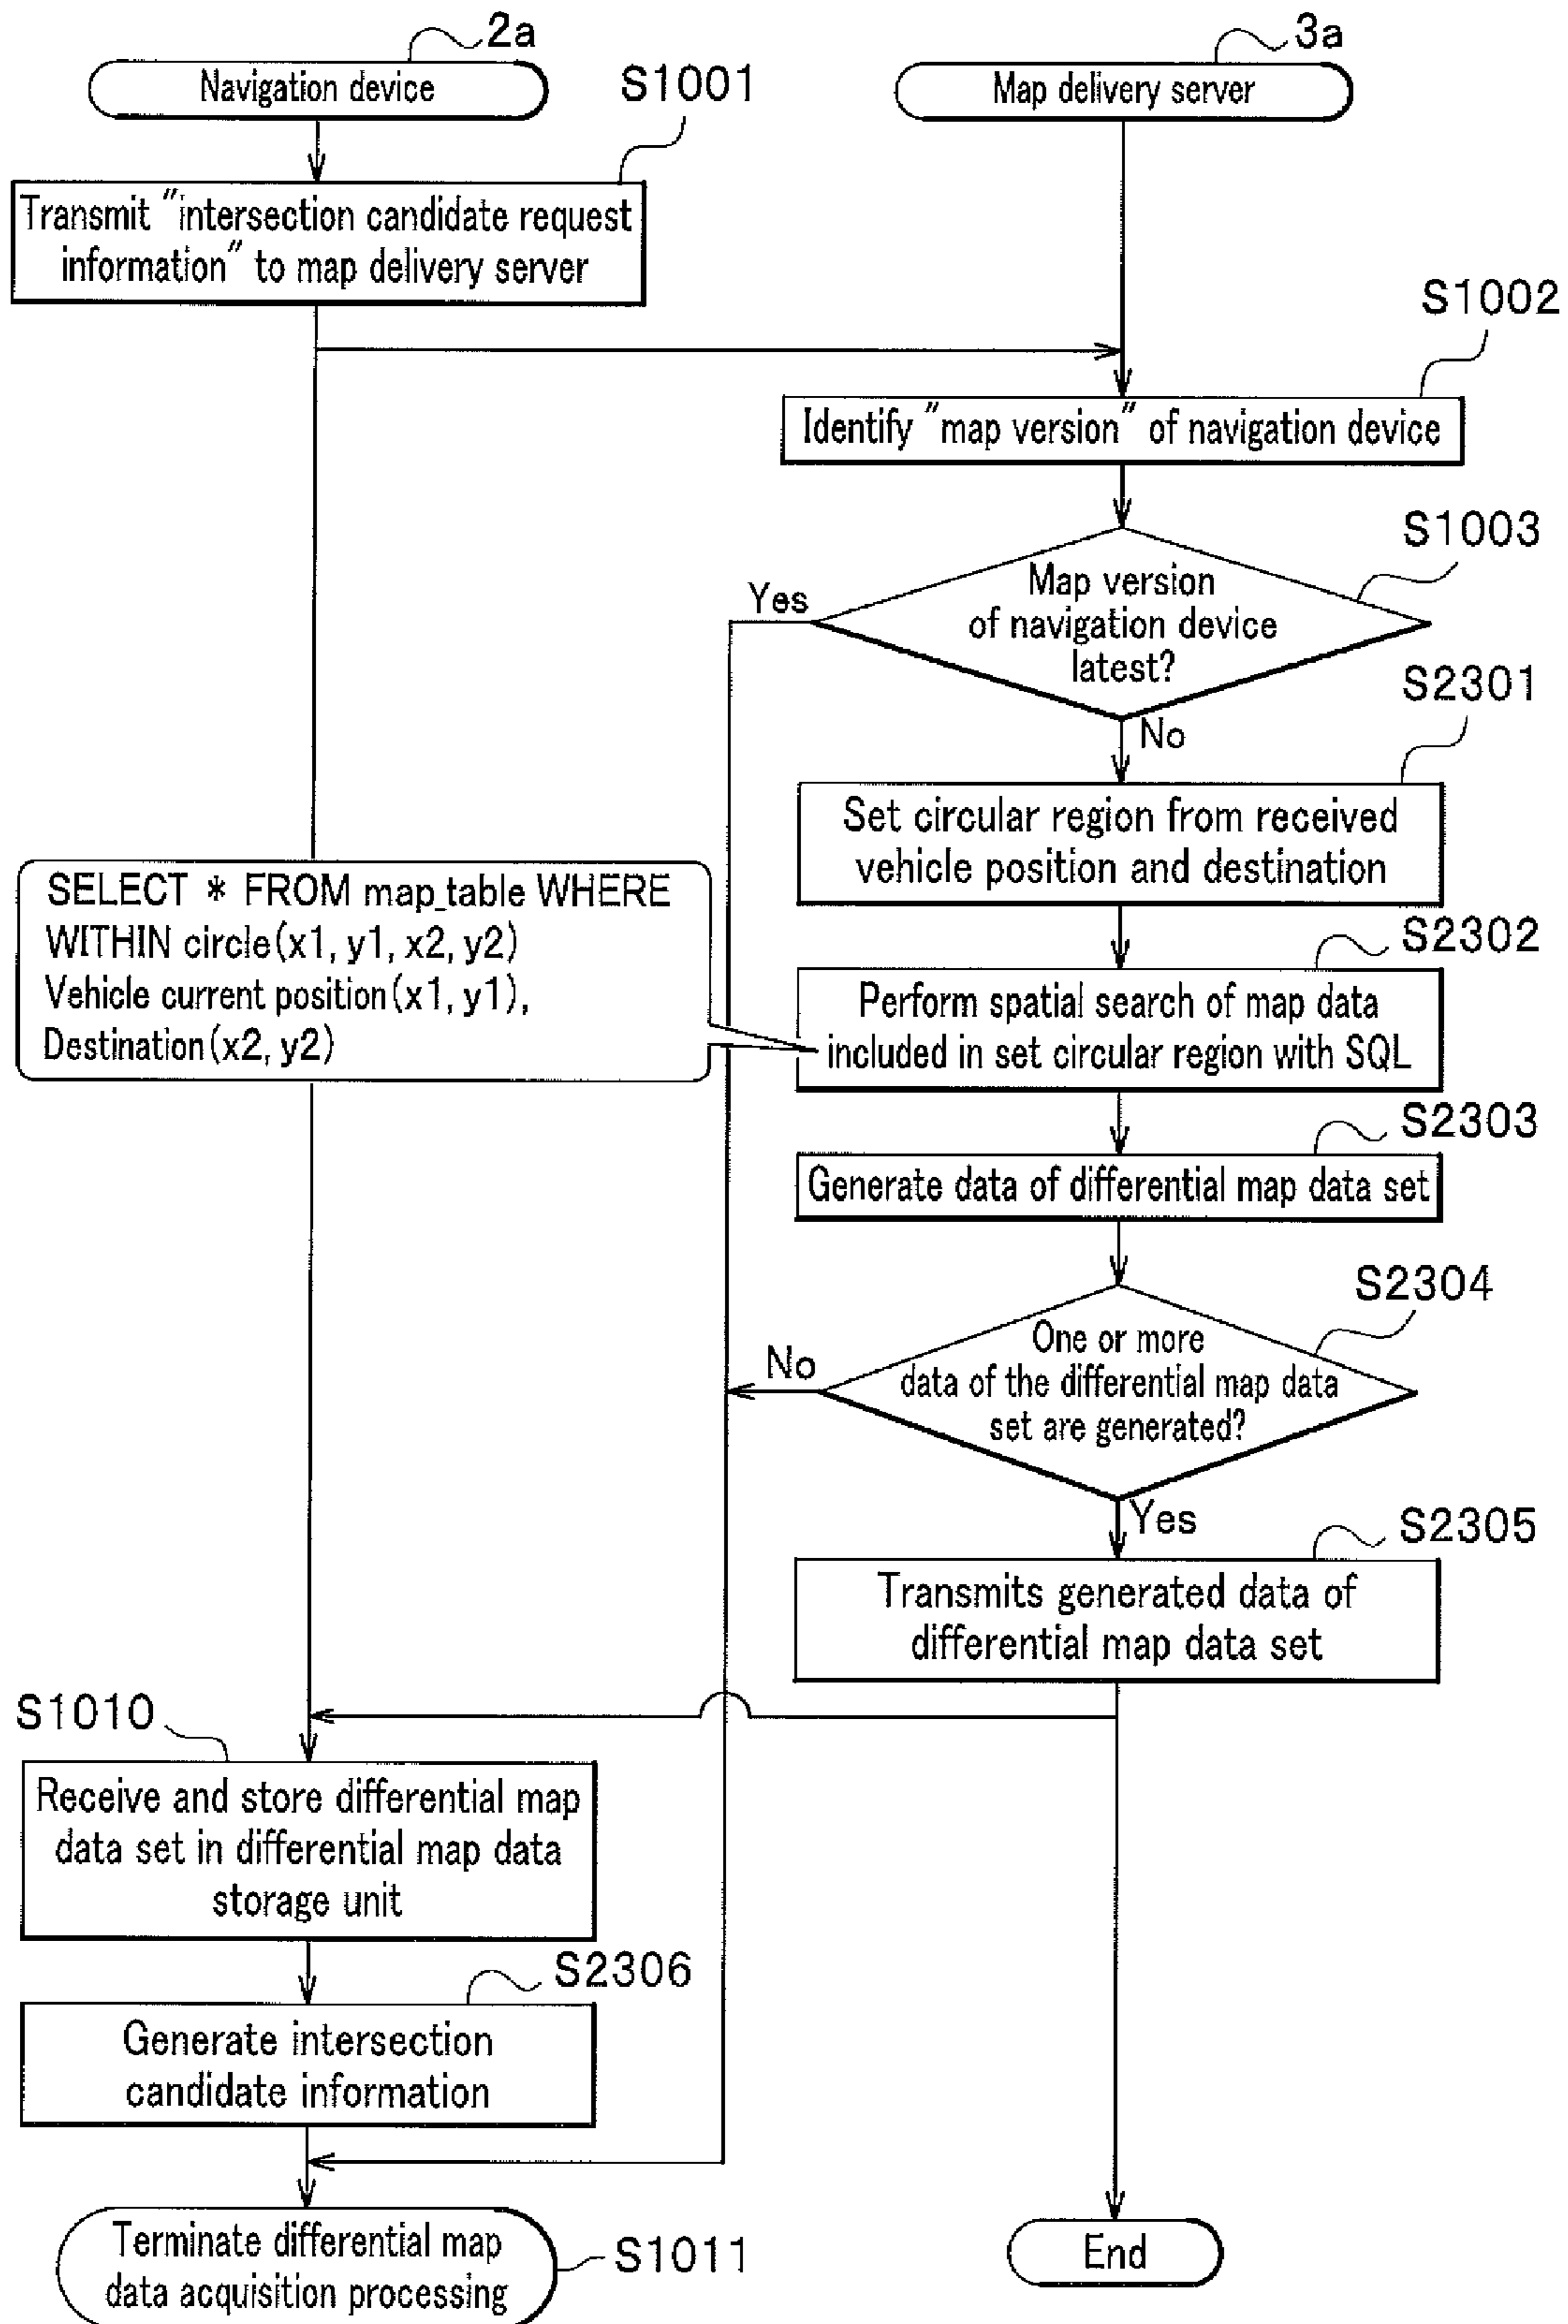 2a
3a
Navigation device
Map delivery server
S1001
Transmit "intersection candidate request
information" to map delivery server
S1002
Identify "map version" of navigation device
S1003
Map version
of navigation device
latest?
Yes
No
S2301
Set circular region from received
vehicle position and destination
SELECT * FROM map_table WHERE
WITHIN circle(x1, y1, x2, y2)
Vehicle current position(x1, y1),
Destination(x2, y2)
S2302
Perform spatial search of map data
included in set circular region with SQL
S2303
Generate data of differential map data set
S2304
One or more
data of the differential map data
set are generated?
No
Yes
S2305
Transmits generated data of
differential map data set
S1010
Receive and store differential map
data set in differential map data
storage unit
S2306
Generate intersection
candidate information
Terminate differential map
data acquisition processing
S1011
End